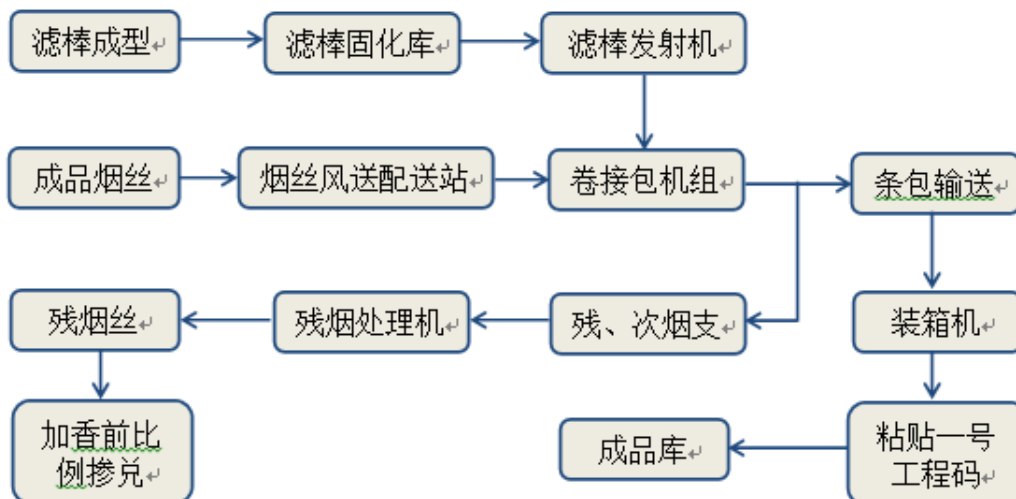 滤棒成型
滤棒固化库
滤棒发射机
成品烟丝
烟丝风送配送站
卷接包机组
条包输送
残烟丝
残烟处理机
残、次烟支
装箱机
加香前比
例掺兑
成品库
粘贴一号
工程码